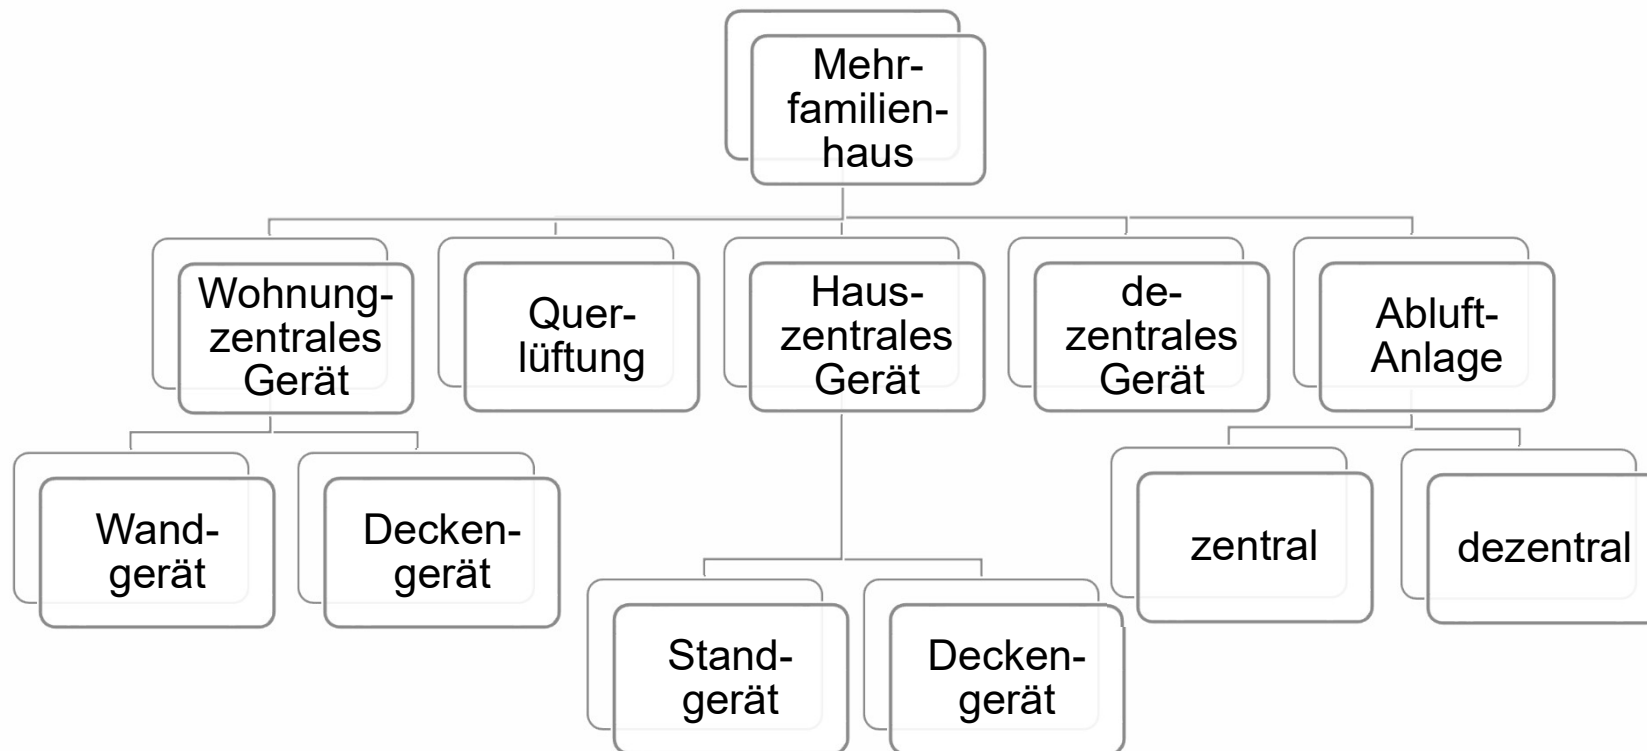 Mehr-
familien-
haus
Wohnung-
zentrales
Gerät
Quer-
lüftung
Haus-
zentrales
Gerät
de-
zentrales
Gerät
Abluft-
Anlage
Wand-
gerät
Decken-
gerät
zentral
dezentral
Stand-
gerät
Decken-
gerät